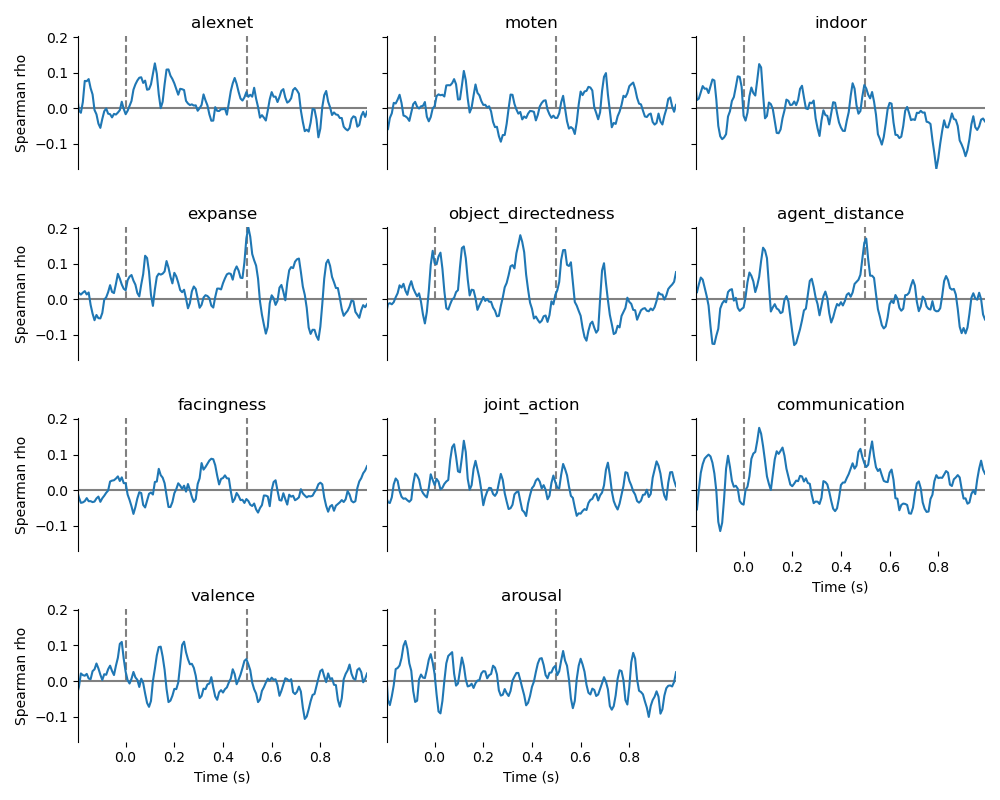 alexnet
moten
indoor
Spearman rho
0.2
0.1
0.0
−0.1
expanse
object_directedness
agent_distance
Spearman rho
0.2
0.1
0.0
−0.1
facingness
joint_action
communication
Spearman rho
0.2
0.1
0.0
−0.1
0.0 0.2 0.4 0.6 0.8
Time (s)
valence
arousal
Spearman rho
0.2
0.1
0.0
−0.1
0.0 0.2 0.4 0.6 0.8
Time (s)
0.0 0.2 0.4 0.6 0.8
Time (s)